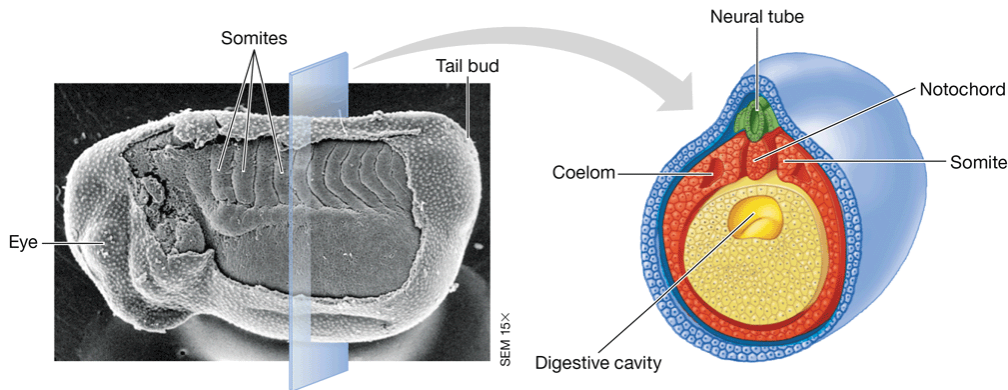 Somites
Tail bud
Eye
SEM 15×
Neural tube
Notochord
Coelom
Somite
Digestive cavity